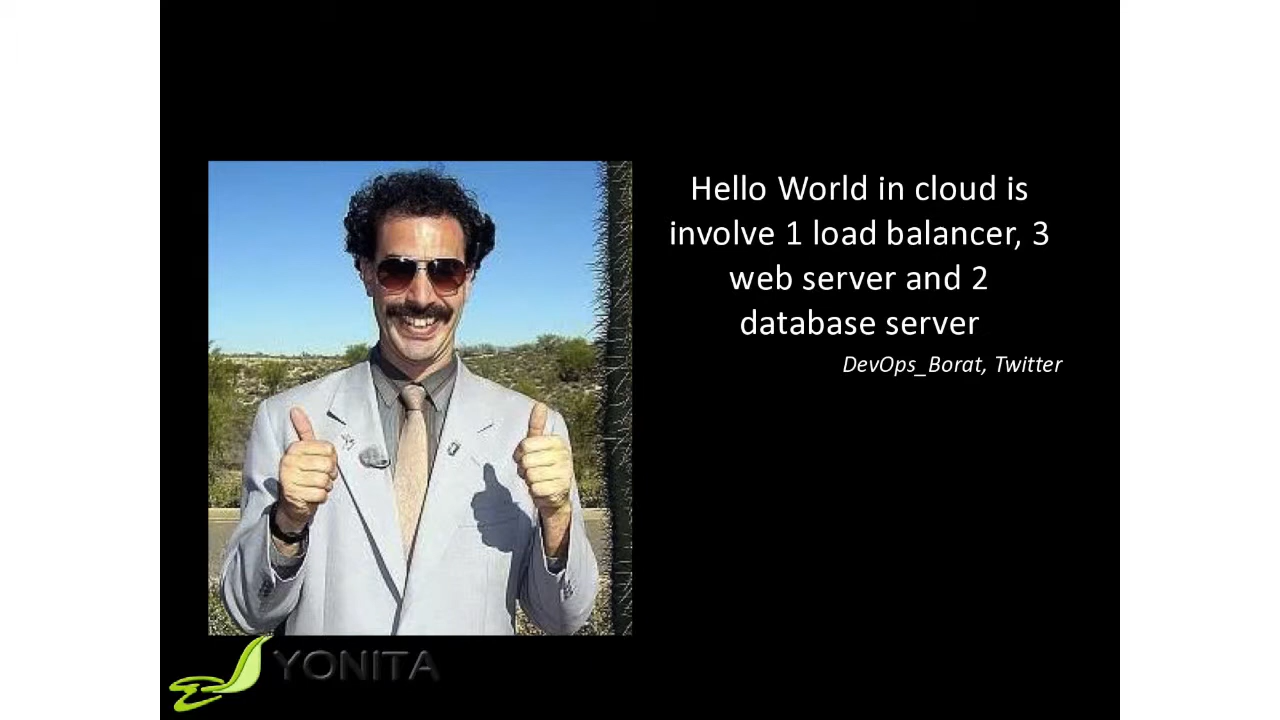 Hello World in cloud is
involve 1 load balancer, 3
web server and 2
database server
DevOps_Borat, Twitter
YONITA